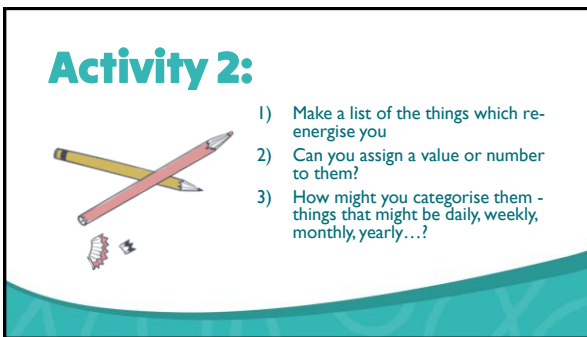 Activity 2:
1) Make a list of the things which re-
energise you
2) Can you assign a value or number
to them?
3) How might you categorise them -
things that might be daily, weekly,
monthly, yearly…?